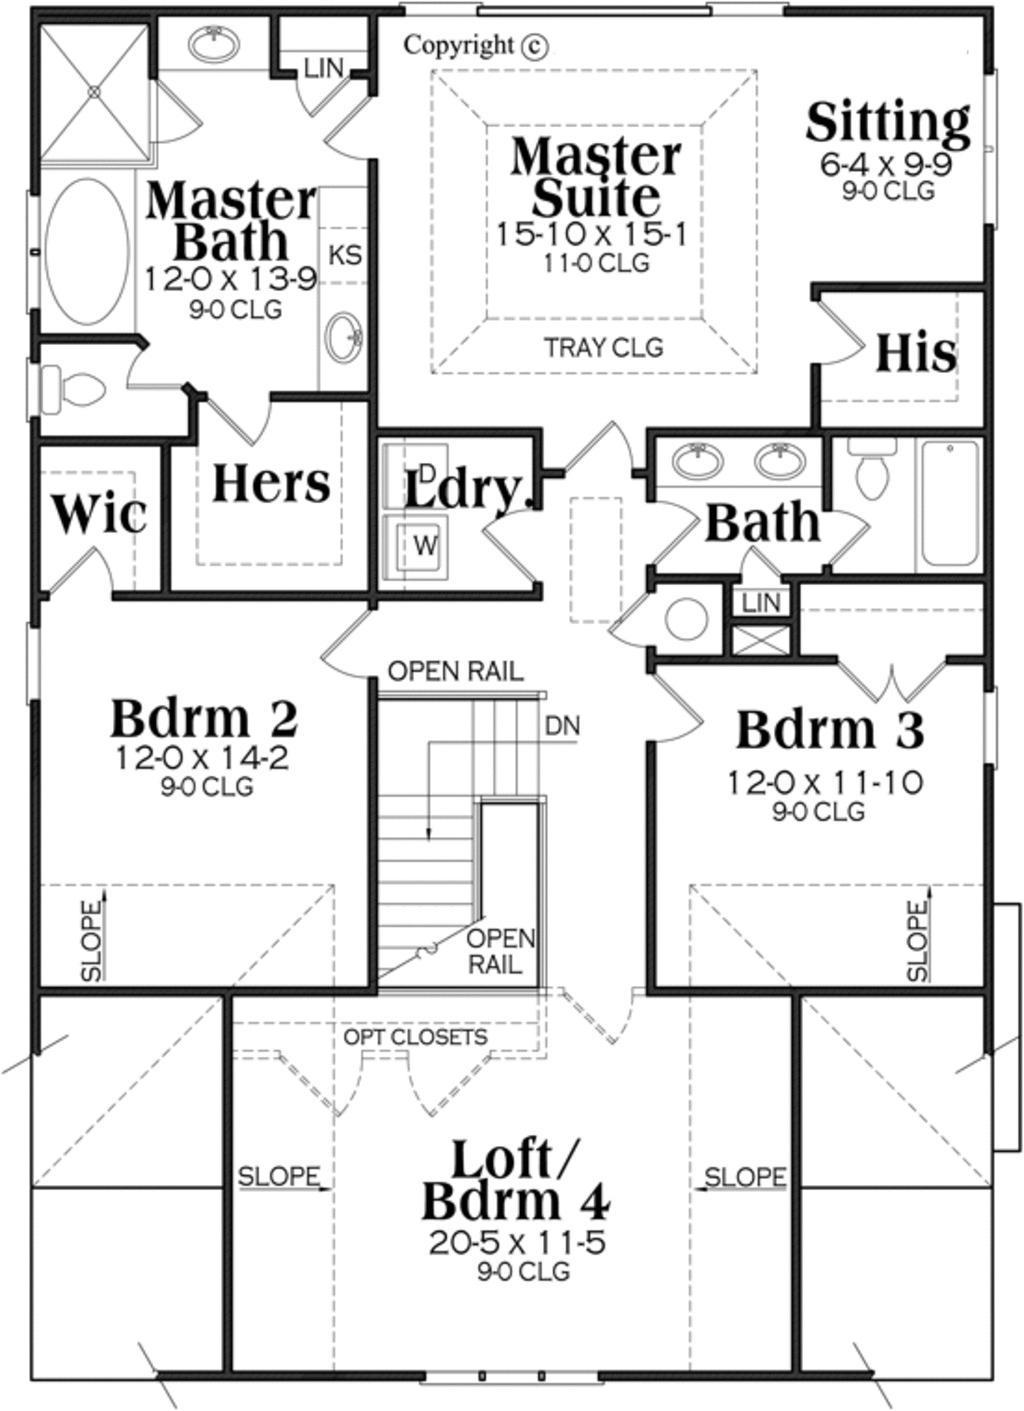 Copyright ©
LIN
Master
Suite
15-10 x 15-1
11-0 CLG
TRAY CLG
Sitting
6-4 x 9-9
9-0 CLG
Master
Bath
12-0 x 13-9
9-0 CLG
KS
His
Hers
Wic
D
Ldry.
W
Bath
LIN
OPEN RAIL
DN
Bdrm 2
12-0 x 14-2
9-0 CLG
Bdrm 3
12-0 x 11-10
9-0 CLG
SLOPE
OPEN
RAIL
SLOPE
OPT CLOSETS
SLOPE
Loft/
Bdrm 4
20-5 x 11-5
9-0 CLG
SLOPE